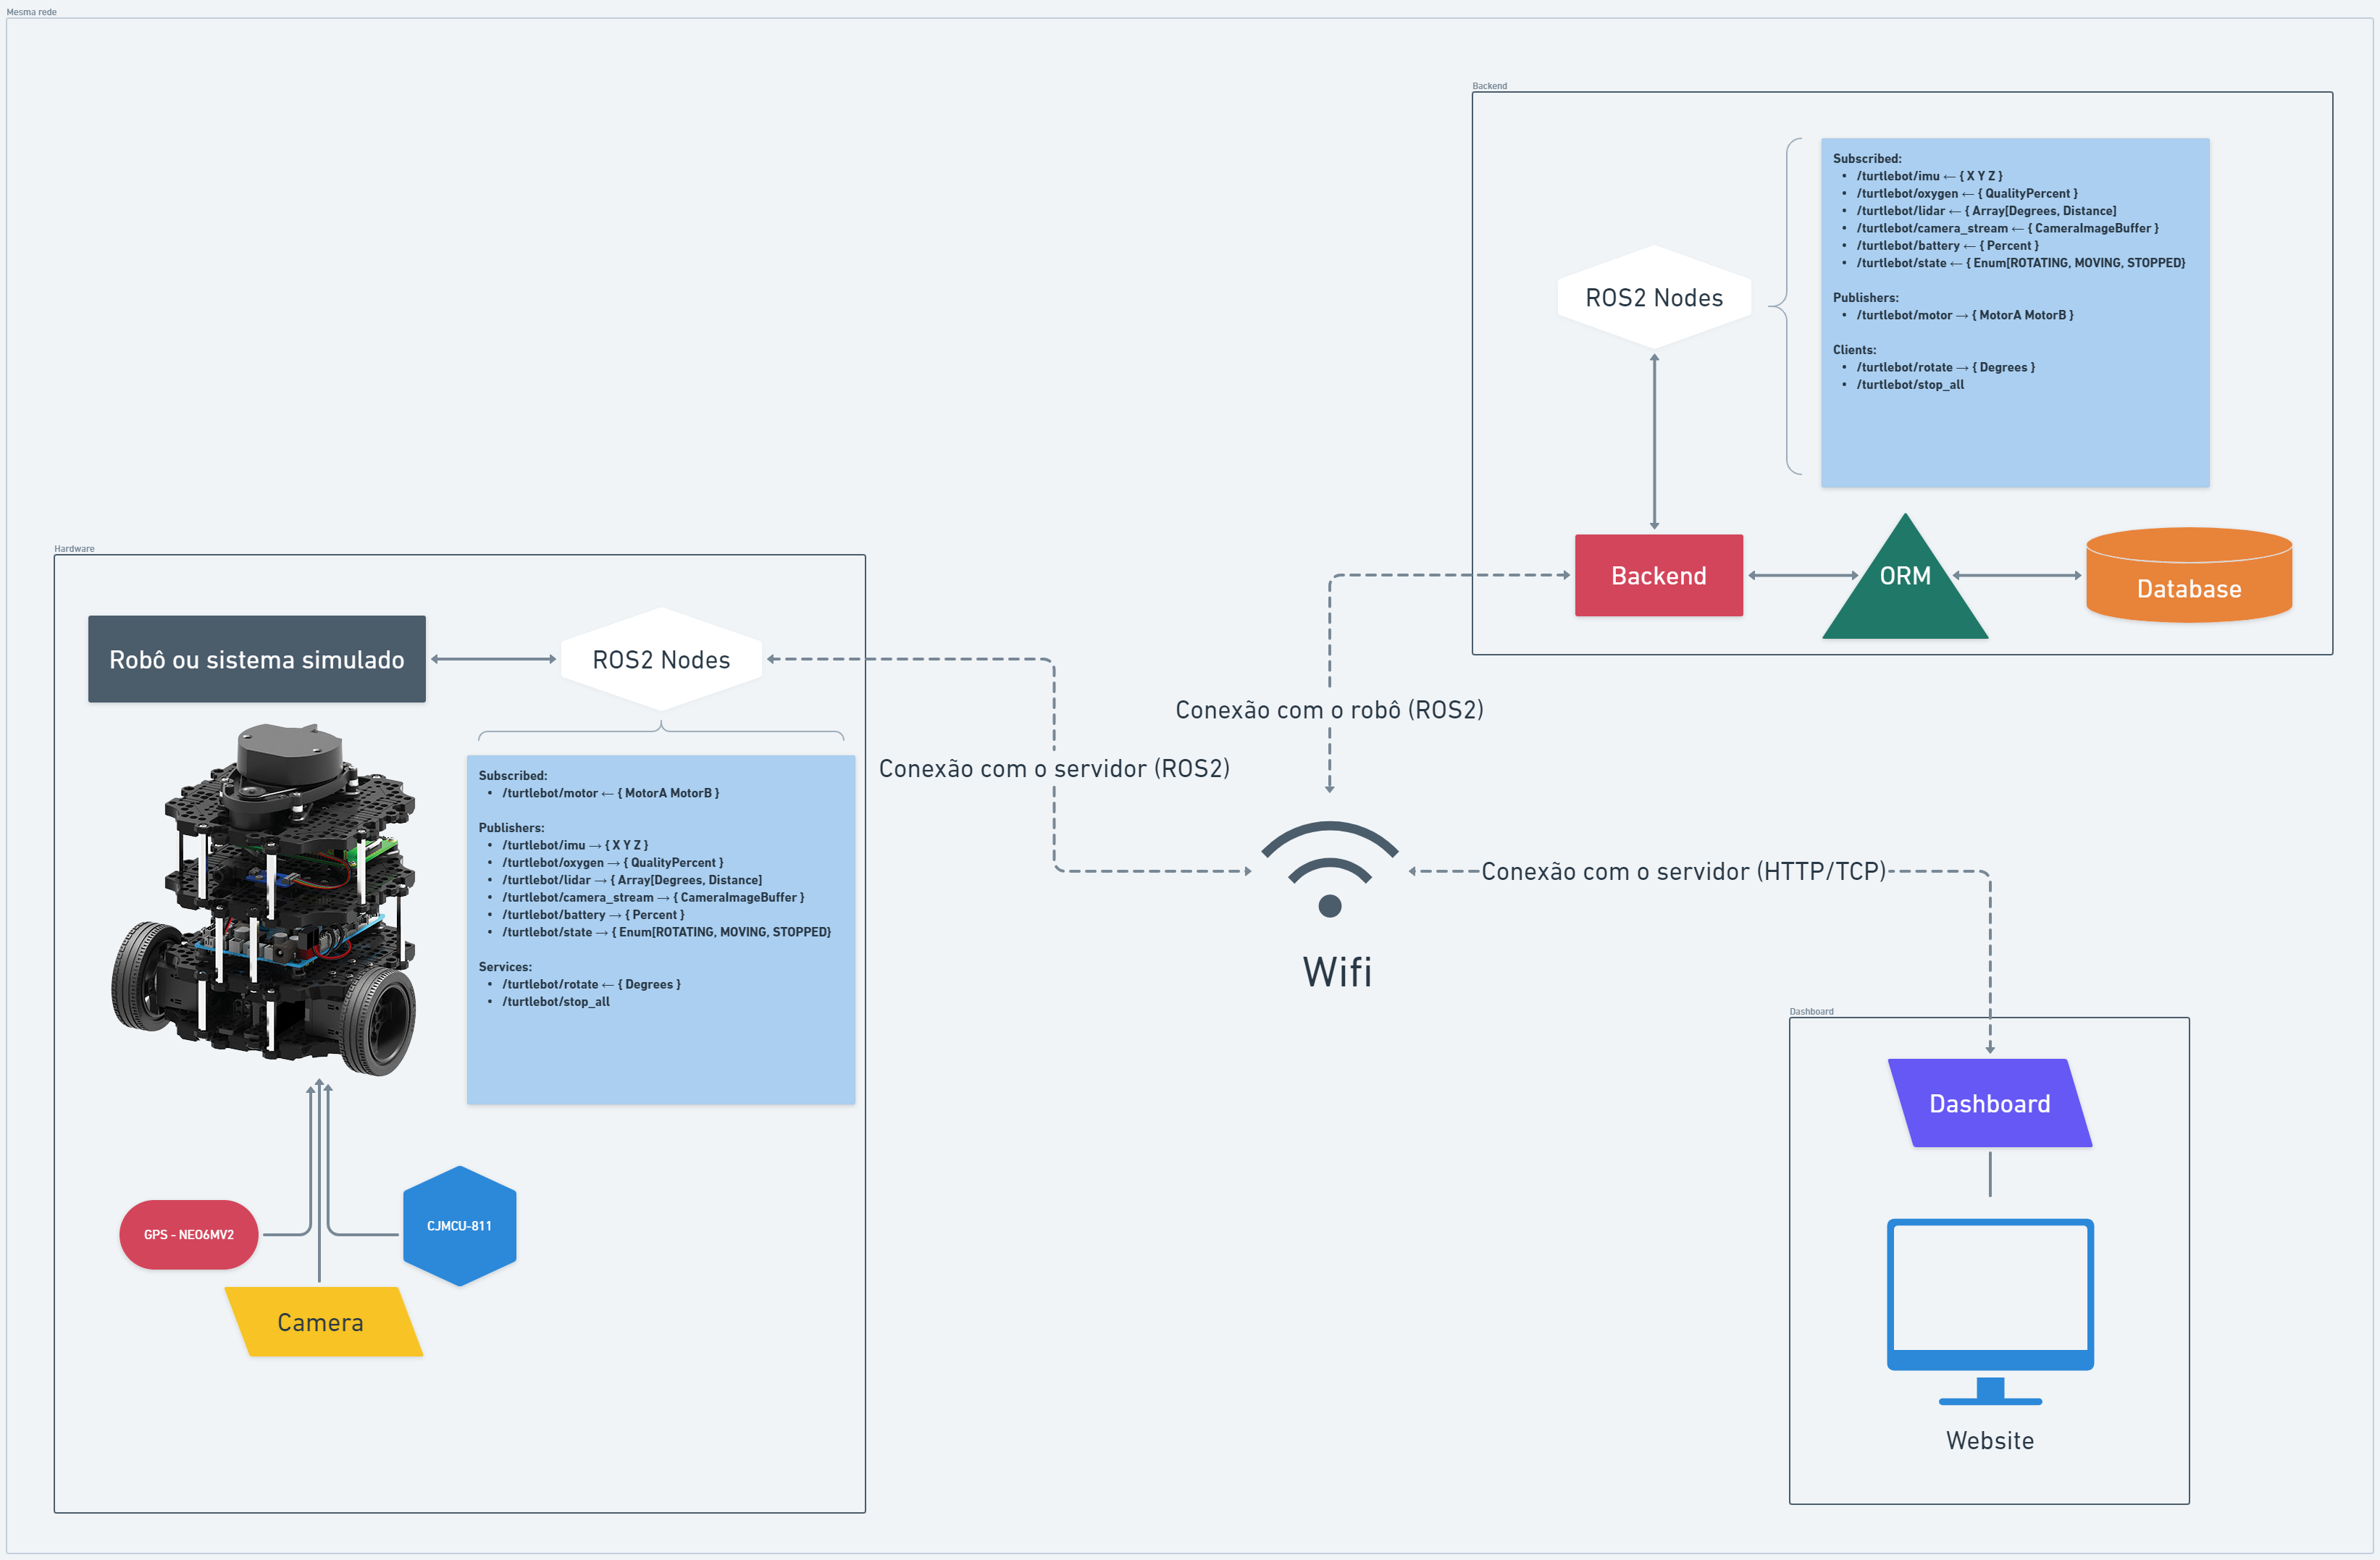 Mesma rede
Backend
Subscribed:
• /turtlebot/imu ← { X Y Z }
• /turtlebot/oxygen ← { QualityPercent }
• /turtlebot/lidar ← { Array[Degrees, Distance]
• /turtlebot/camera_stream ← { CameraImageBuffer }
• /turtlebot/battery ← { Percent }
• /turtlebot/state ← { Enum[ROTATING, MOVING, STOPPED}
Publishers:
• /turtlebot/motor → { MotorA MotorB }
Clients:
• /turtlebot/rotate → { Degrees }
• /turtlebot/stop_all
ROS2 Nodes
Backend
ORM
Database
Hardware
Robô ou sistema simulado
ROS2 Nodes
Subscribed:
• /turtlebot/motor ← { MotorA MotorB }
Publishers:
• /turtlebot/imu → { X Y Z }
• /turtlebot/oxygen → { QualityPercent }
• /turtlebot/lidar → { Array[Degrees, Distance]
• /turtlebot/camera_stream → { CameraImageBuffer }
• /turtlebot/battery → { Percent }
• /turtlebot/state → { Enum[ROTATING, MOVING, STOPPED}
Services:
• /turtlebot/rotate ← { Degrees }
• /turtlebot/stop_all
GPS - NEO6MV2
CJMCU-811
Camera
Conexão com o robô (ROS2)
Conexão com o servidor (ROS2)
Conexão com o servidor (HTTP/TCP)
Wifi
Dashboard
Dashboard
Website